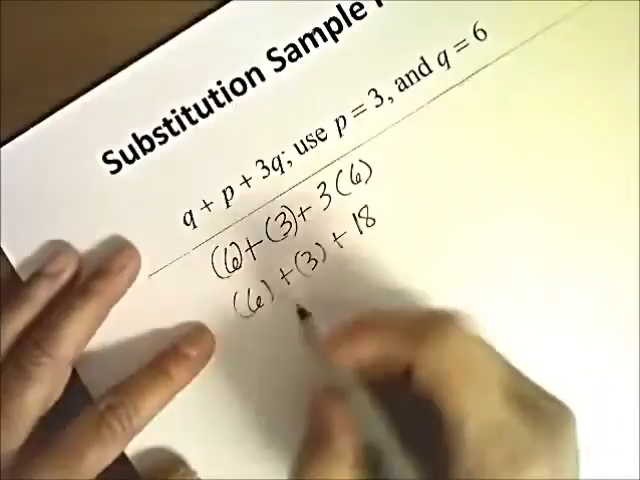 Substitution Sample
q + p + 3q; use p = 3, and q = 6
(6)+(3)+3(6)
(6)+(3)+18